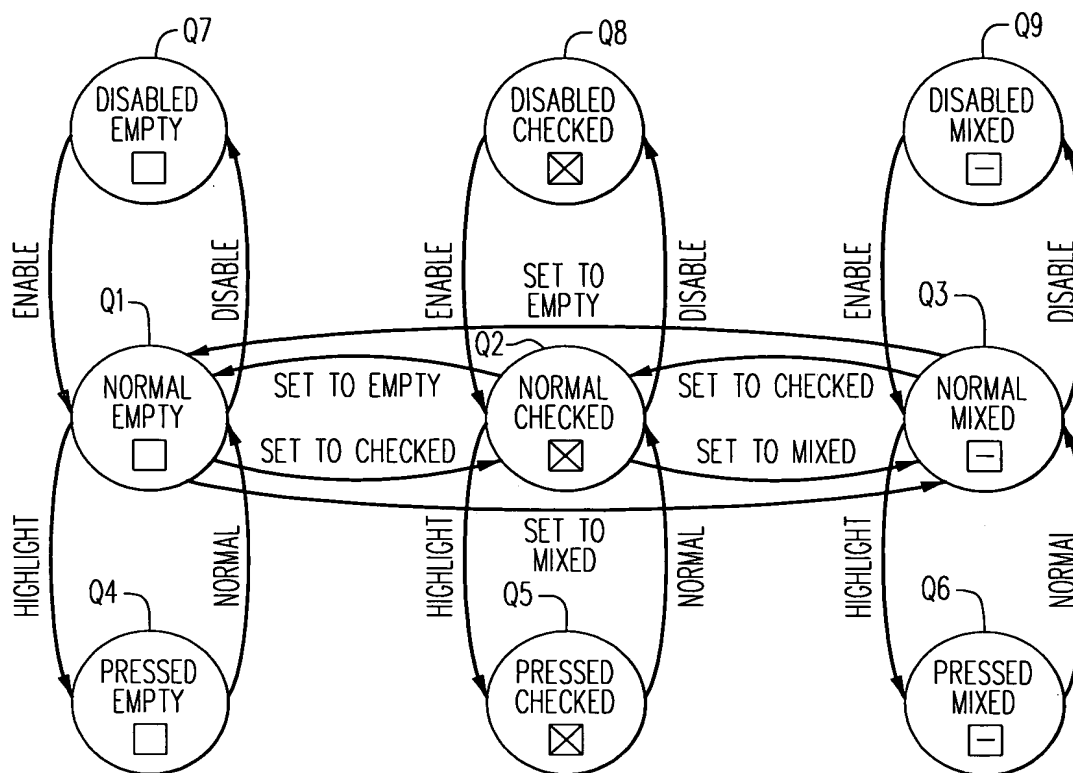 Q7
Q8
Q9
DISABLED
EMPTY
DISABLED
CHECKED
DISABLED
MIXED
ENABLE
DISABLE
ENABLE
DISABLE
ENABLE
DISABLE
SET TO
EMPTY
Q1
Q2
Q3
NORMAL
EMPTY
SET TO EMPTY
NORMAL
CHECKED
SET TO CHECKED
NORMAL
MIXED
SET TO CHECKED
SET TO MIXED
SET TO
MIXED
HIGHLIGHT
NORMAL
HIGHLIGHT
NORMAL
HIGHLIGHT
NORMAL
Q4
Q5
Q6
PRESSED
EMPTY
PRESSED
CHECKED
PRESSED
MIXED